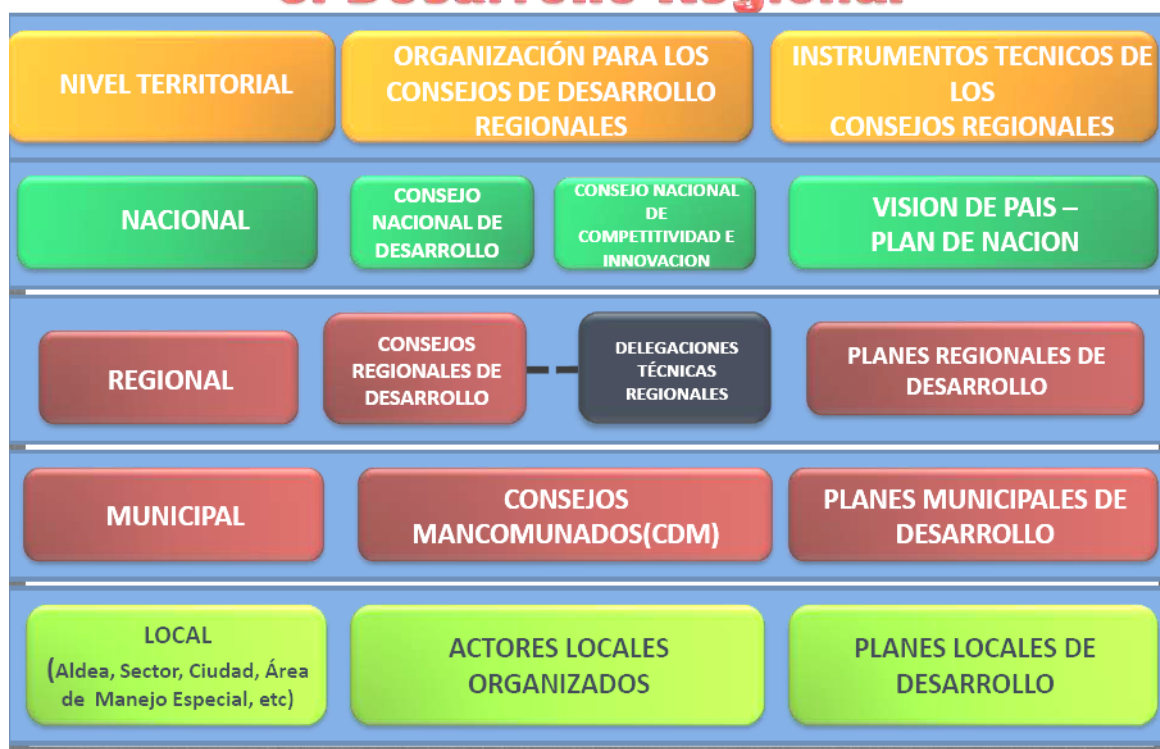 Desarrollo Regional
NIVEL TERRITORIAL
ORGANIZACIÓN PARA LOS
CONSEJOS DE DESARROLLO
REGIONALES
INSTRUMENTOS TECNICOS DE
LOS
CONSEJOS REGIONALES
NACIONAL
CONSEJO
NACIONAL DE
DESARROLLO
CONSEJO NACIONAL
DE
COMPETITIVIDAD E
INNOVACION
VISION DE PAIS –
PLAN DE NACION
REGIONAL
CONSEJOS
REGIONALES DE
DESARROLLO
DELEGACIONES
TÉCNICAS
REGIONALES
PLANES REGIONALES DE
DESARROLLO
MUNICIPAL
CONSEJOS
MANCOMUNADOS(CDM)
PLANES MUNICIPALES DE
DESARROLLO
LOCAL
(Aldea, Sector, Ciudad, Área
de Manejo Especial, etc)
ACTORES LOCALES
ORGANIZADOS
PLANES LOCALES DE
DESARROLLO